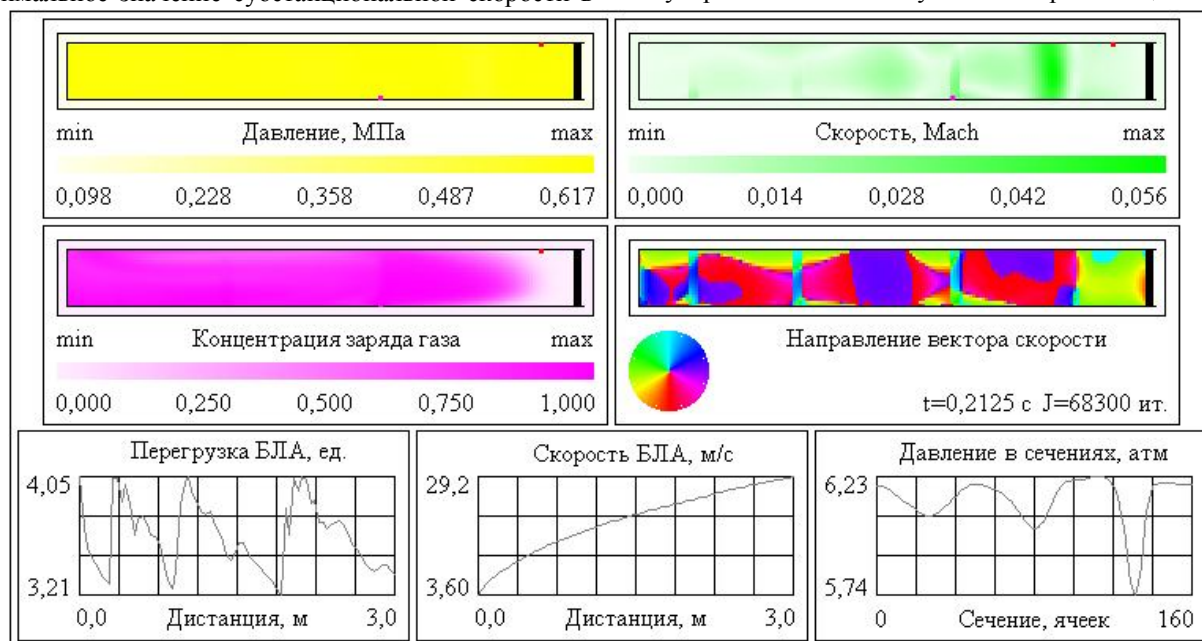 имальное значение субстанциональной скорости в
min Давление, МПа max
0,098 0,228 0,358 0,487 0,617
min Скорость, Mach max
0,000 0,014 0,028 0,042 0,056
min Концентрация заряда газа max
0,000 0,250 0,500 0,750 1,000
Направление вектора скорости
t=0,2125 с J=68300 ит.
Перегрузка БЛА, ед.
4,05
3,21
0,0 Дистанция, м 3,0
Скорость БЛА, м/с
29,2
3,60
0,0 Дистанция, м 3,0
Давление в сечениях, атм
6,23
5,74
0 Сечение, ячеек 160